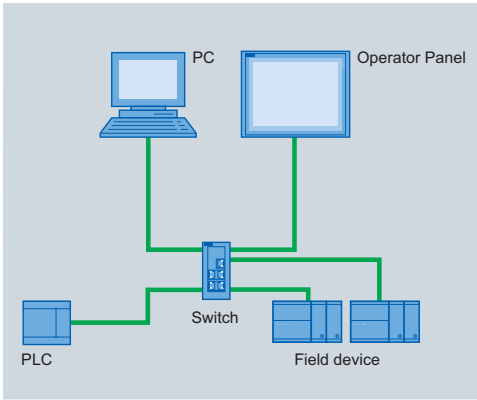 PC
Operator Panel
Switch
PLC
Field device